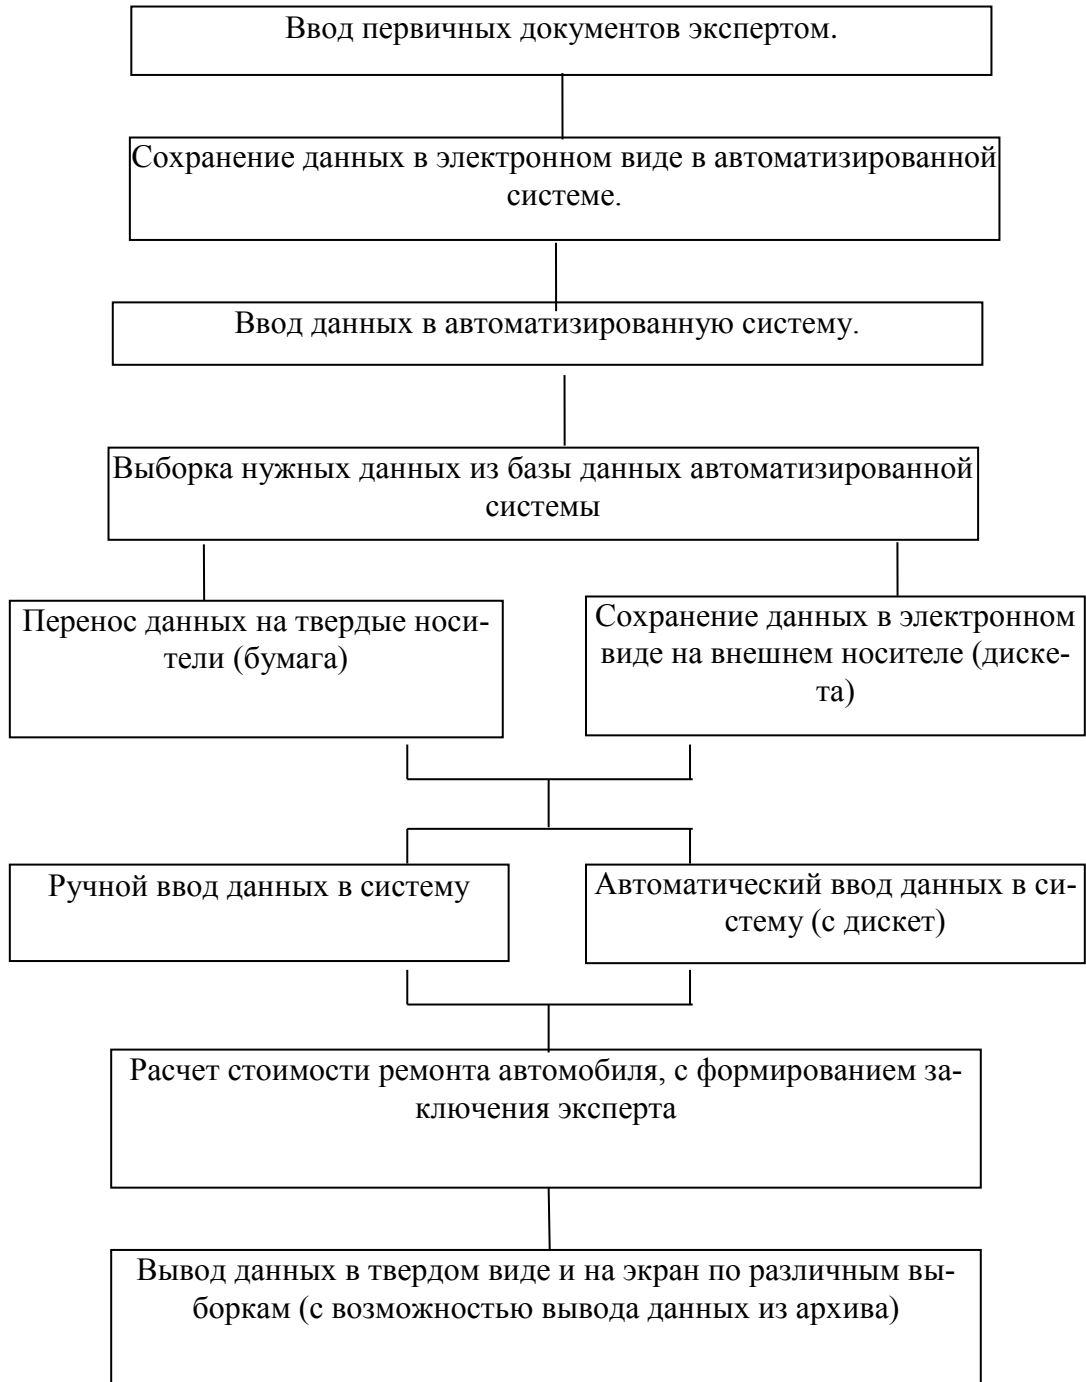 Ввод первичных документов экспертом.
Сохранение данных в электронном виде в автоматизированной
системе.
Ввод данных в автоматизированную систему.
Выборка нужных данных из базы данных автоматизированной
системы
Перенос данных на твердые носи-
тели (бумага)
Сохранение данных в электронном
виде на внешнем носителе (диске-
та)
Ручной ввод данных в систему
Автоматический ввод данных в си-
стему (с дискет)
Расчет стоимости ремонта автомобиля, с формированием за-
ключения эксперта
Вывод данных в твердом виде и на экран по различным вы-
боркам (с возможностью вывода данных из архива)